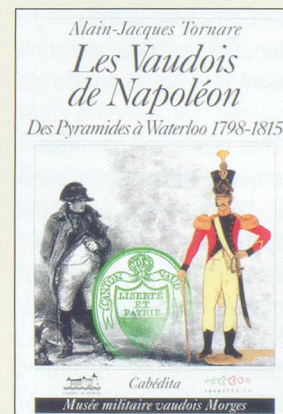 Alain-Jacques Tornare
Les Vaudois
de Napoléon
Des Pyramides à Waterloo 1798-1815
CANTON DE VAUD
LIBERTÉ
ET
PATRIE
Cabédita
Musée militaire vaudois Morges